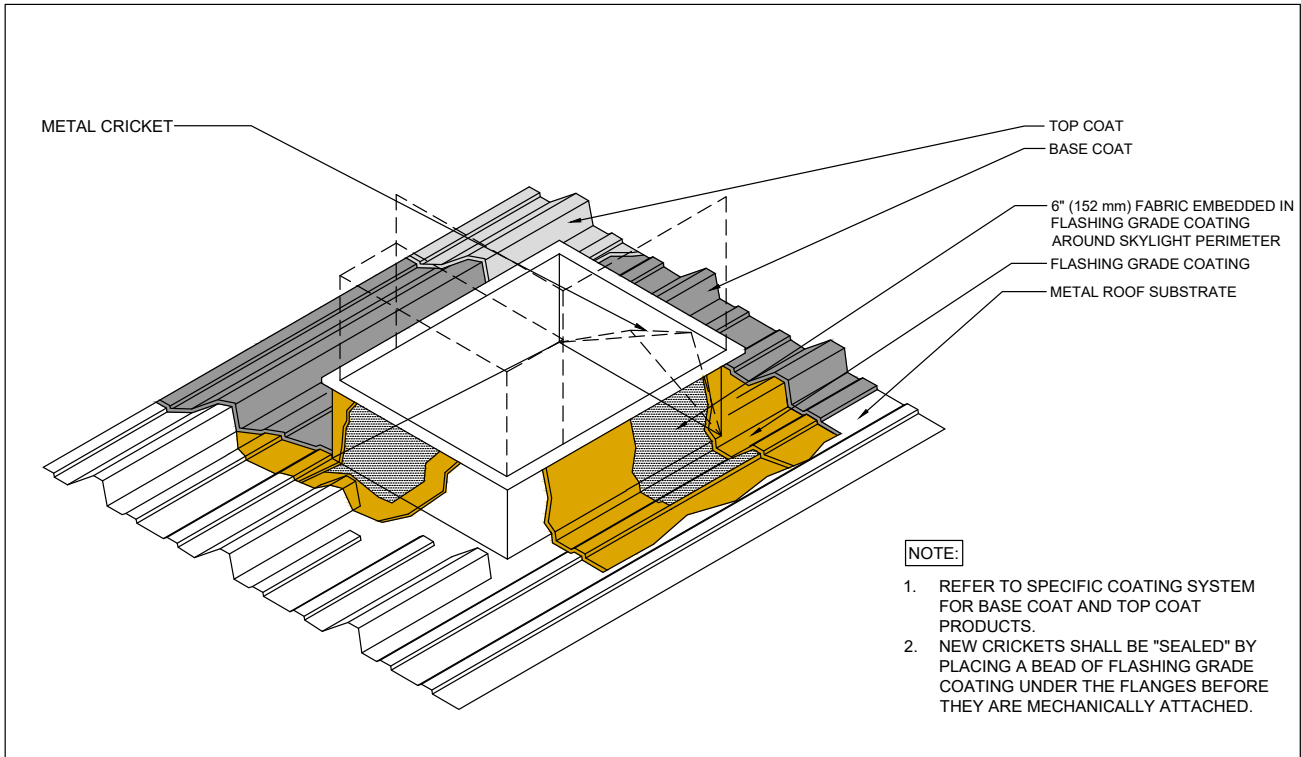 METAL CRICKET
TOP COAT
BASE COAT
6" (152 mm) FABRIC EMBEDDED IN
FLASHING GRADE COATING
AROUND SKYLIGHT PERIMETER
FLASHING GRADE COATING
METAL ROOF SUBSTRATE
NOTE:
1. REFER TO SPECIFIC COATING SYSTEM
FOR BASE COAT AND TOP COAT
PRODUCTS.
2. NEW CRICKETS SHALL BE "SEALED" BY
PLACING A BEAD OF FLASHING GRADE
COATING UNDER THE FLANGES BEFORE
THEY ARE MECHANICALLY ATTACHED.